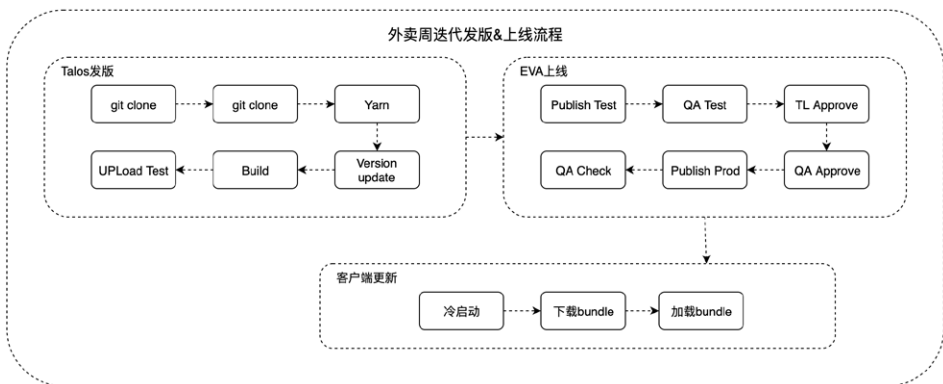 外卖周迭代发版&上线流程
Talos发版
git clone
git clone
Yarn
UPLoad Test
Build
Version
update
EVA上线
Publish Test
QA Test
TL Approve
QA Check
Publish Prod
QA Approve
客户端更新
冷启动
下载bundle
加载bundle